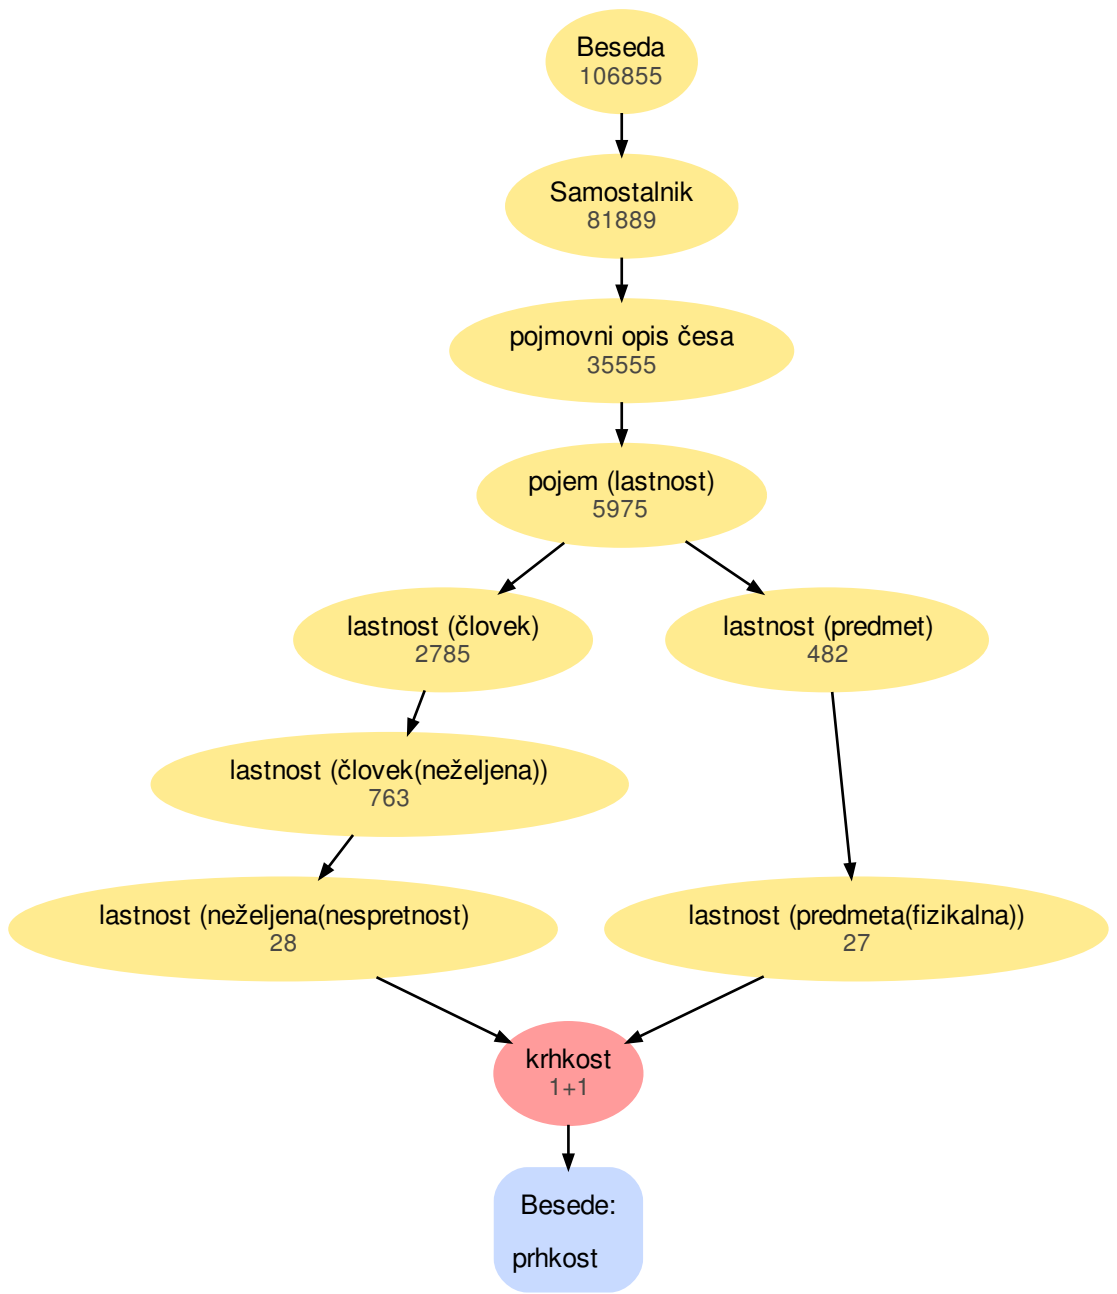 Beseda
106855
Samostalnik
81889
pojmovni opis česa
35555
pojem (lastnost)
5975
lastnost (človek)
2785
lastnost (predmet)
482
lastnost (človek(neželjena))
763
lastnost (neželjena(nespretnost)
28
lastnost (predmeta(fizikalna))
27
krhkost
1+1
Besede:
prhkost